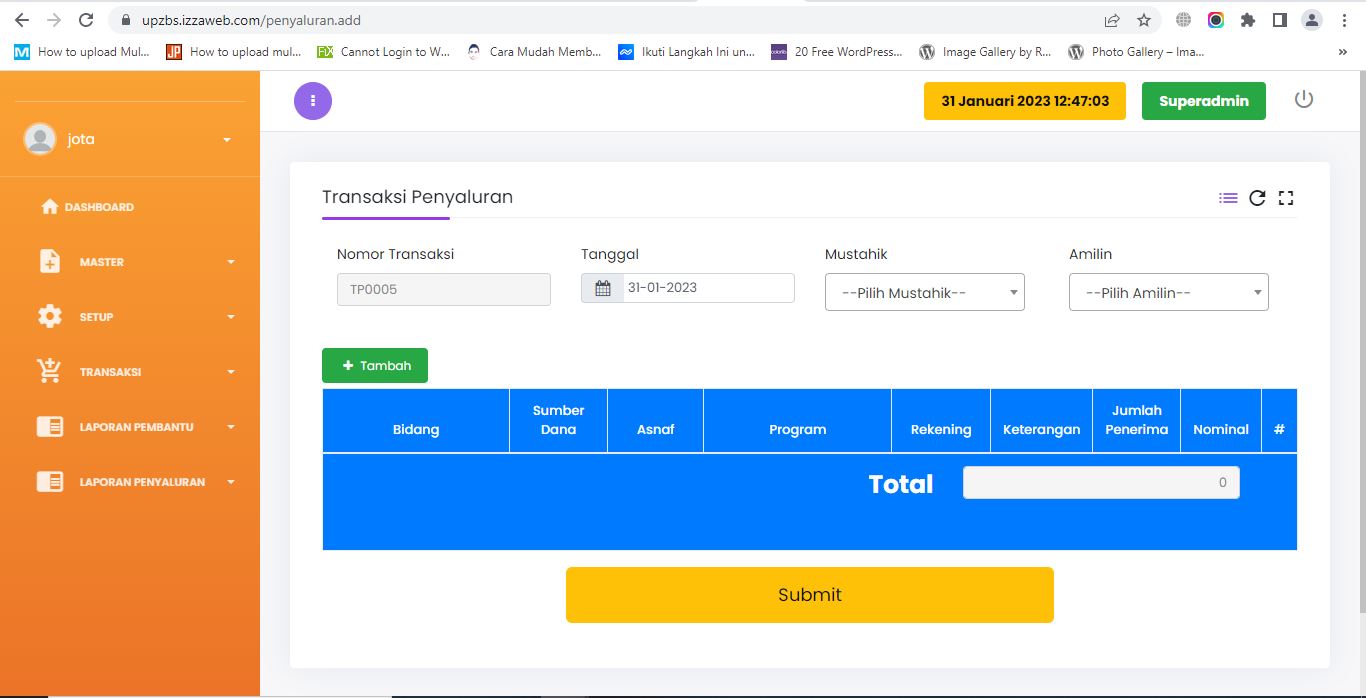 upzbs.izzaweb.com/penyaluran.add
How to upload Mul...
JP
How to upload mul...
FIX
Cannot Login to W...
Cara Mudah Memb...
Ikuti Langkah Ini un...
20 Free WordPress...
Image Gallery by R...
Photo Gallery – Ima...
»
jota
31 Januari 2023 12:47:03
Superadmin
DASHBOARD
MASTER
SETUP
TRANSAKSI
LAPORAN PEMBANTU
LAPORAN PENYALURAN
Transaksi Penyaluran
Nomor Transaksi
TP0005
Tanggal
31-01-2023
Mustahik
--Pilih Mustahik--
Amilin
--Pilih Amilin--
+ Tambah
Bidang
Sumber
Dana
Asnaf
Program
Rekening
Keterangan
Jumlah
Penerima
Nominal
#
Total
0
Submit